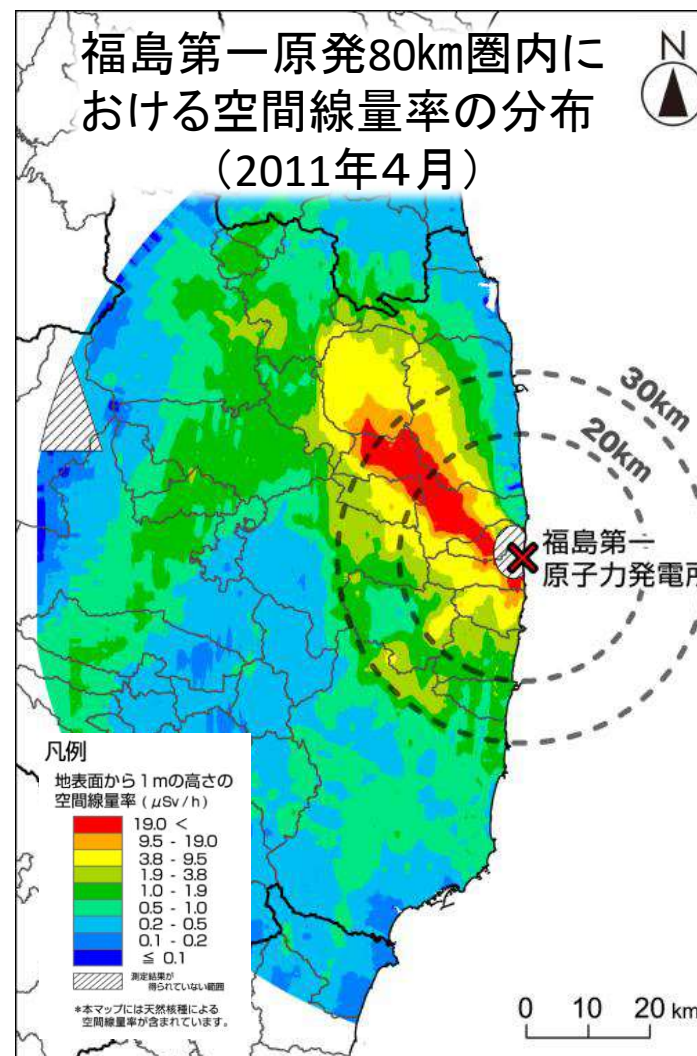 福島第一原発80㎞圏内に
おける空間線量率の分布
(2011年4月)
N
30km
20km
福島第一
原子力発電所
凡例
地表面から1mの高さの
空間線量率(μSv/h)
19.0 <
9.5 - 19.0
3.8 - 9.5
1.9 - 3.8
1.0 - 1.9
0.5 - 1.0
0.2 - 0.5
0.1 - 0.2
≦ 0.1
測定結果が
得られていない範囲
*本マップには天然核種による
空間線量率が含まれています。
0 10 20 km